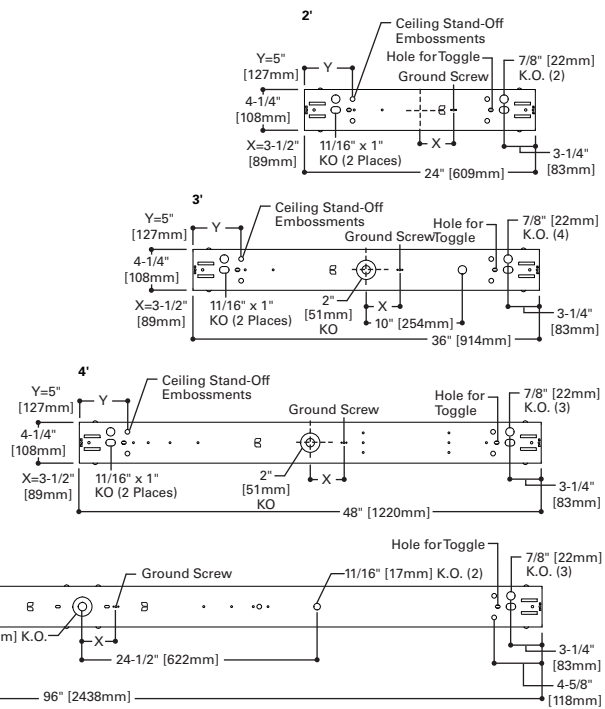 2'
Ceiling Stand-Off
Embossments
Y=5"
[127mm]
Y
Hole for Toggle
7/8" [22mm]
K.O. (2)
Ground Screw
4-1/4"
[108mm]
X=3-1/2"
[89mm]
11/16" x 1"
KO (2 Places)
X
3-1/4"
[83mm]
24" [609mm]
3'
Ceiling Stand-Off
Embossments
Y=5"
[127mm]
Y
Ground Screw
Hole for
Toggle
7/8" [22mm]
K.O. (4)
4-1/4"
[108mm]
X=3-1/2"
[89mm]
11/16" x 1"
KO (2 Places)
2"
[51mm]
KO
X
10" [254mm]
3-1/4"
[83mm]
36" [914mm]
4'
Ceiling Stand-Off
Embossments
Y=5"
[127mm]
Y
Ground Screw
Hole for
Toggle
7/8" [22mm]
K.O. (3)
4-1/4"
[108mm]
X=3-1/2"
[89mm]
11/16" x 1"
KO (2 Places)
2"
[51mm]
KO
X
3-1/4"
[83mm]
48" [1220mm]
Hole for Toggle
Ground Screw
11/16" [17mm] K.O. (2)
7/8" [22mm]
K.O. (3)
m] K.O.
X
24-1/2" [622mm]
3-1/4"
[83mm]
4-5/8"
[118mm]
96" [2438mm]